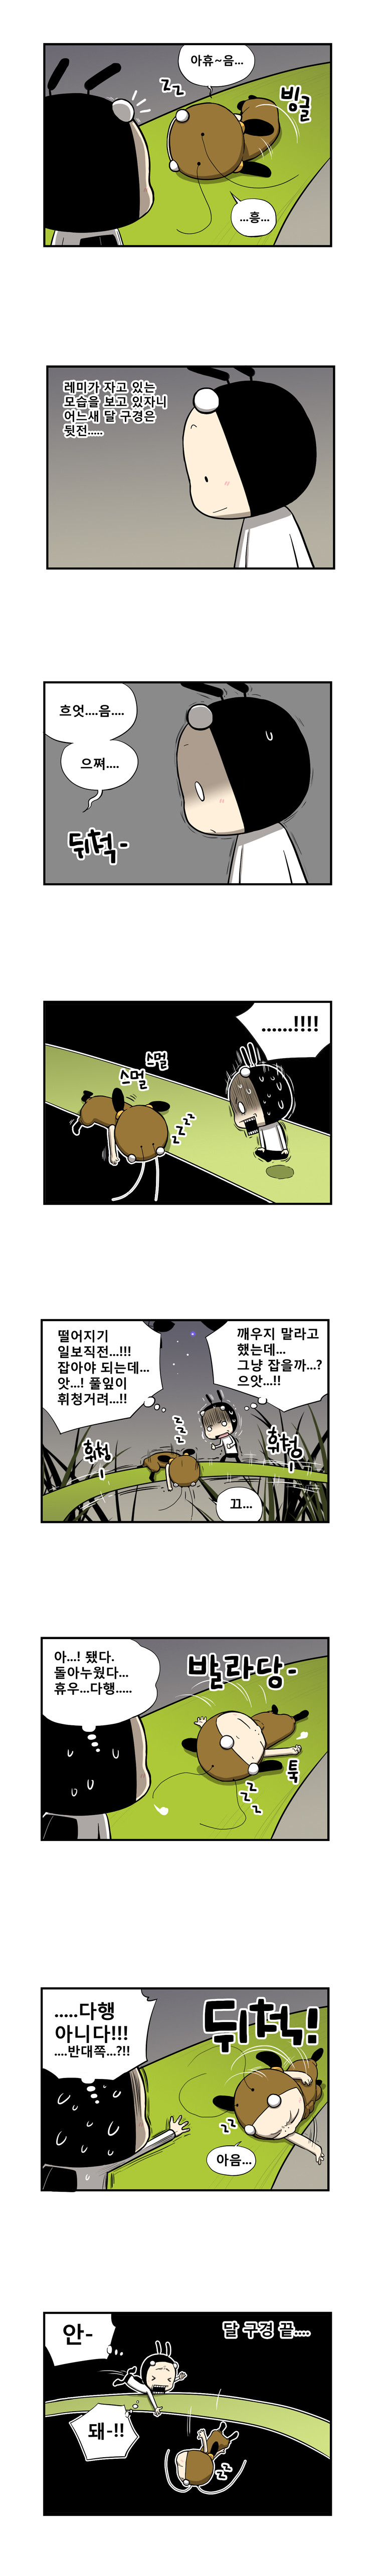 아휴~음...
zz
빙글
...흥...
레미가 자고 있는
모습을 보고 있자니
어느새 달 구경은
뒷전.....
흐엇....음....
으쩌....
뒤척-
......!!!!
스멀
스멀
zzzz
떨어지기
일보직전...!!!
잡아야 되는데...
앗...! 풀잎이
휘청거려...!!
깨우지 말라고
했는데...
그냥 잡을까...?
으앗...!!
zzz
휘청
휘청
끄...
아...! 됐다.
돌아누웠다...
휴우...다행.....
발라당-
툭
zzz
.....다행
아니다!!!
....반대쪽...?!!
뒤척!
zz
아음...
안-
달 구경 끝....
돼-!!
zz